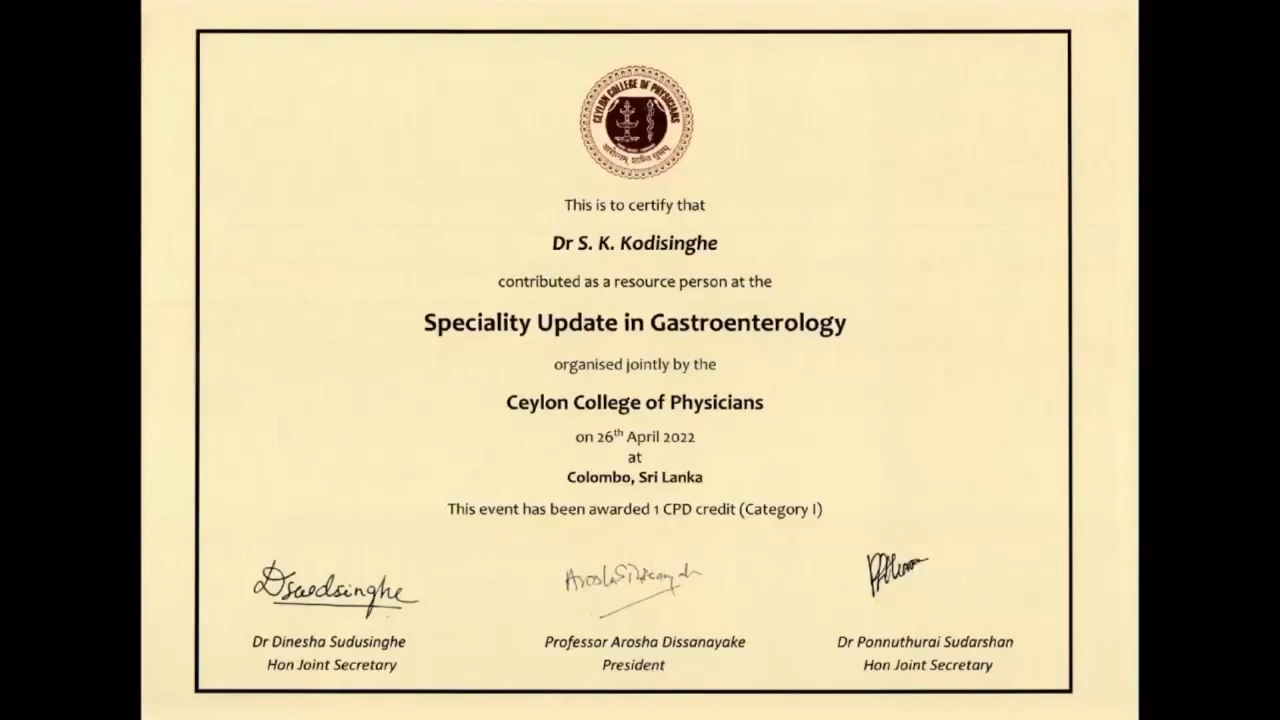 CEYLON COLLEGE OF PHYSICIANS
This is to certify that
Dr S. K. Kodisinghe
contributed as a resource person at the
Speciality Update in Gastroenterology
organised jointly by the
Ceylon College of Physicians
on 26th April 2022
at
Colombo, Sri Lanka
This event has been awarded 1 CPD credit (Category I)
Dr Dinesha Sudusinghe
Hon Joint Secretary
Professor Arosha Dissanayake
President
Dr Ponnuthurai Sudarshan
Hon Joint Secretary